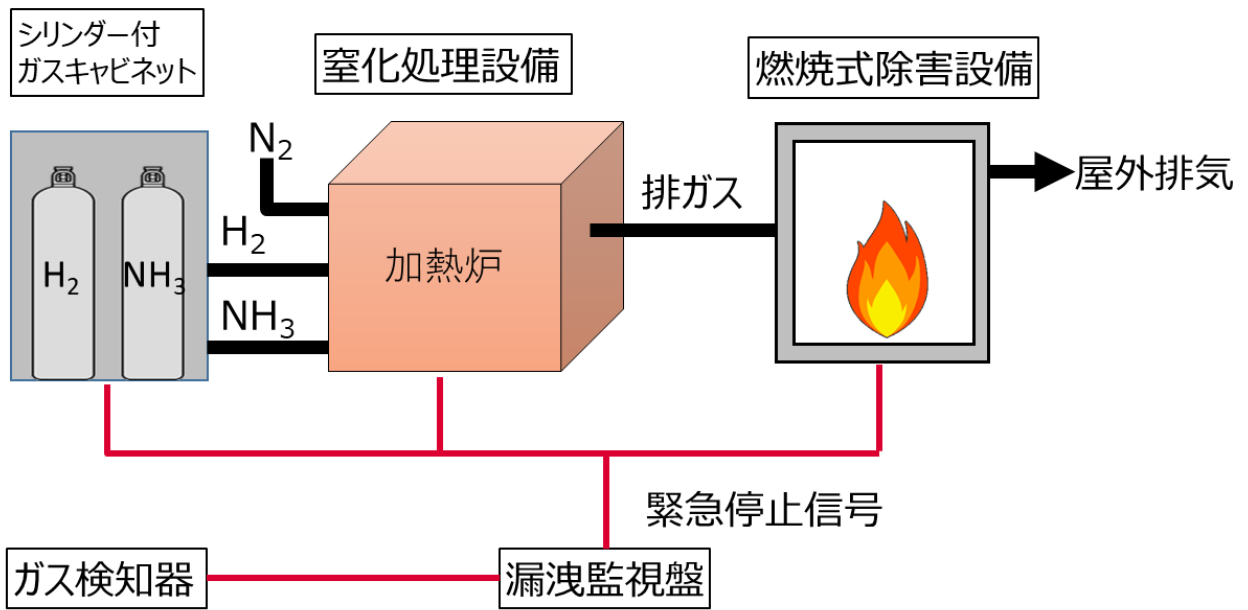 シリンダー付
ガスキャビネット
窒化処理設備
燃焼式除害設備
N₂
H₂
NH₃
H₂
NH₃
加熱炉
排ガス
屋外排気
緊急停止信号
ガス検知器
漏洩監視盤